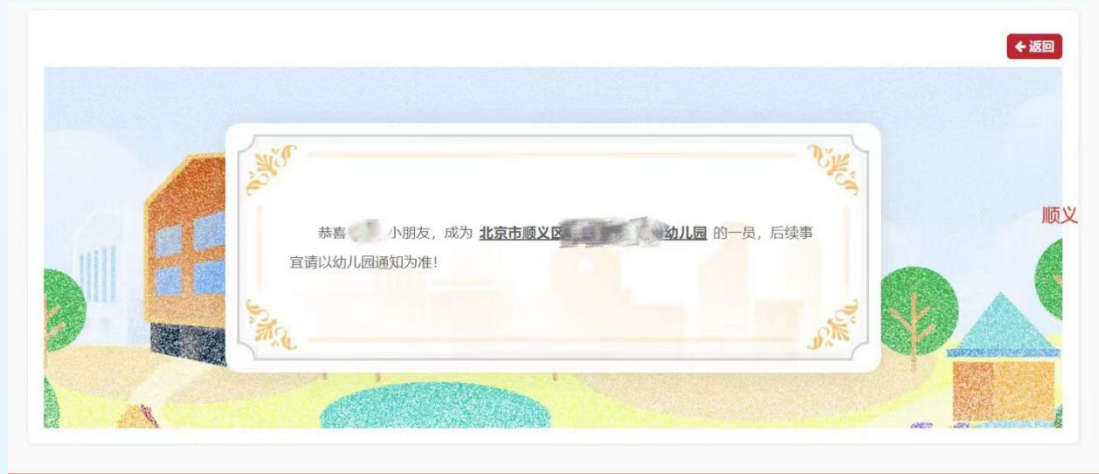 返回
恭喜 小朋友，成为 北京市顺义区 幼儿园 的一员，后续事
宜请以幼儿园通知为准！
顺义